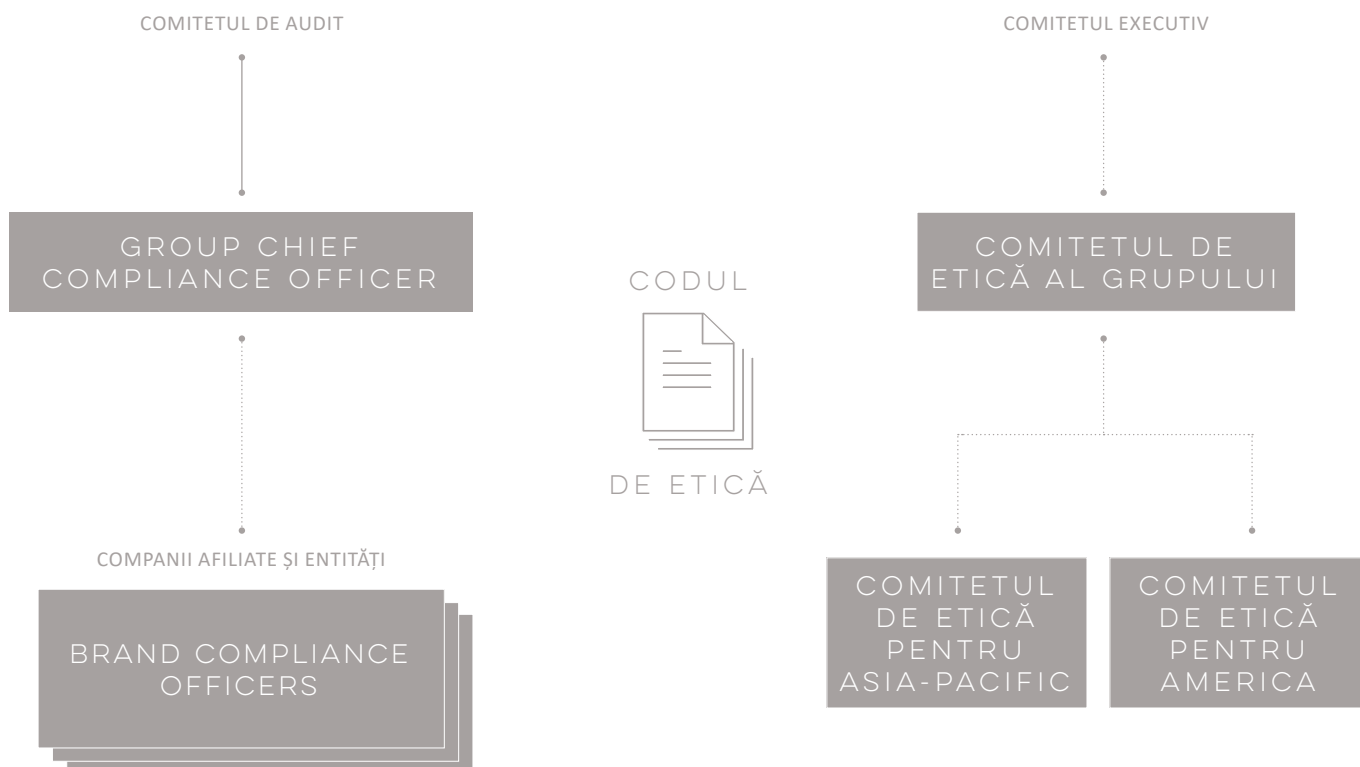 COMITETUL DE AUDIT
COMITETUL EXECUTIV
GROUP CHIEF
COMPLIANCE OFFICER
COMITETUL DE
ETICĂ AL GRUPULUI
CODUL
DE ETICĂ
COMPANII AFILIATE ȘI ENTITĂȚI
BRAND COMPLIANCE
OFFICERS
COMITETUL
DE ETICĂ
PENTRU
ASIA-PACIFIC
COMITETUL
DE ETICĂ
PENTRU
AMERICA